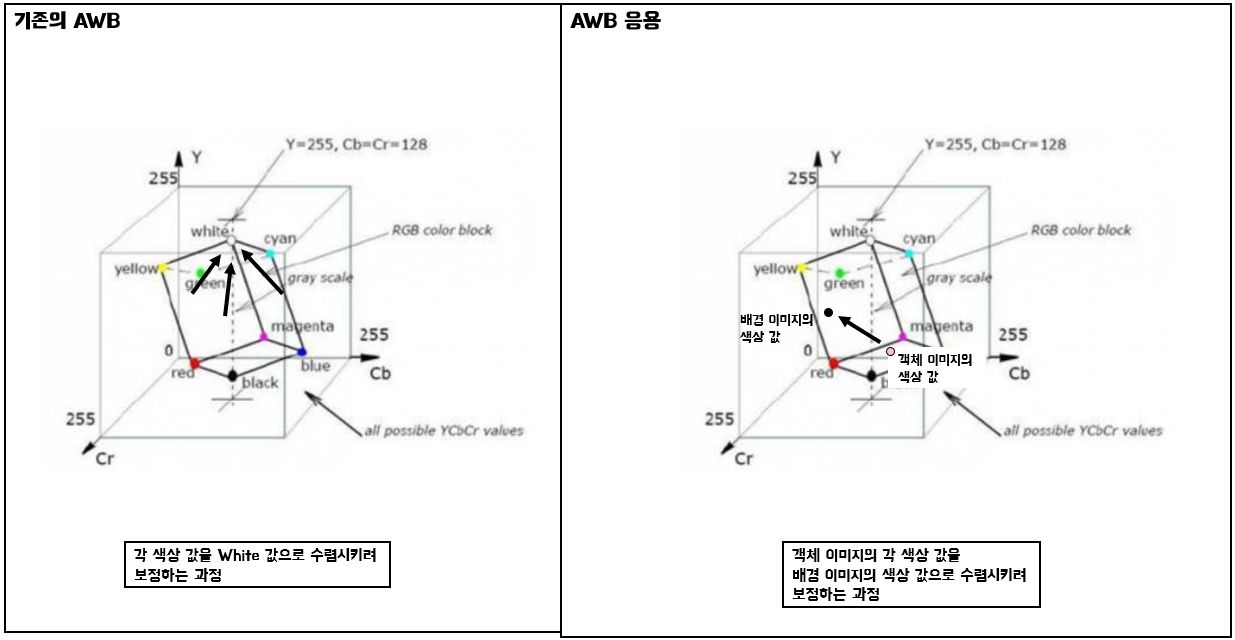 기존의 AWB
Y=255, Cb=Cr=128
Y
255
white
cyan
RGB color block
yellow
green
gray scale
magenta
255
0
red
blue
Cb
black
255
all possible YCbCr values
Cr
각 색상 값을 White 값으로 수렴시키려
보정하는 과정
AWB 응용
Y=255, Cb=Cr=128
Y
255
white
cyan
RGB color block
yellow
green
gray scale
배경 이미지의
색상 값
magenta
255
0
객체 이미지의
색상 값
red
Cb
255
all possible YCbCr values
Cr
객체 이미지의 각 색상 값을
배경 이미지의 색상 값으로 수렴시키려
보정하는 과정